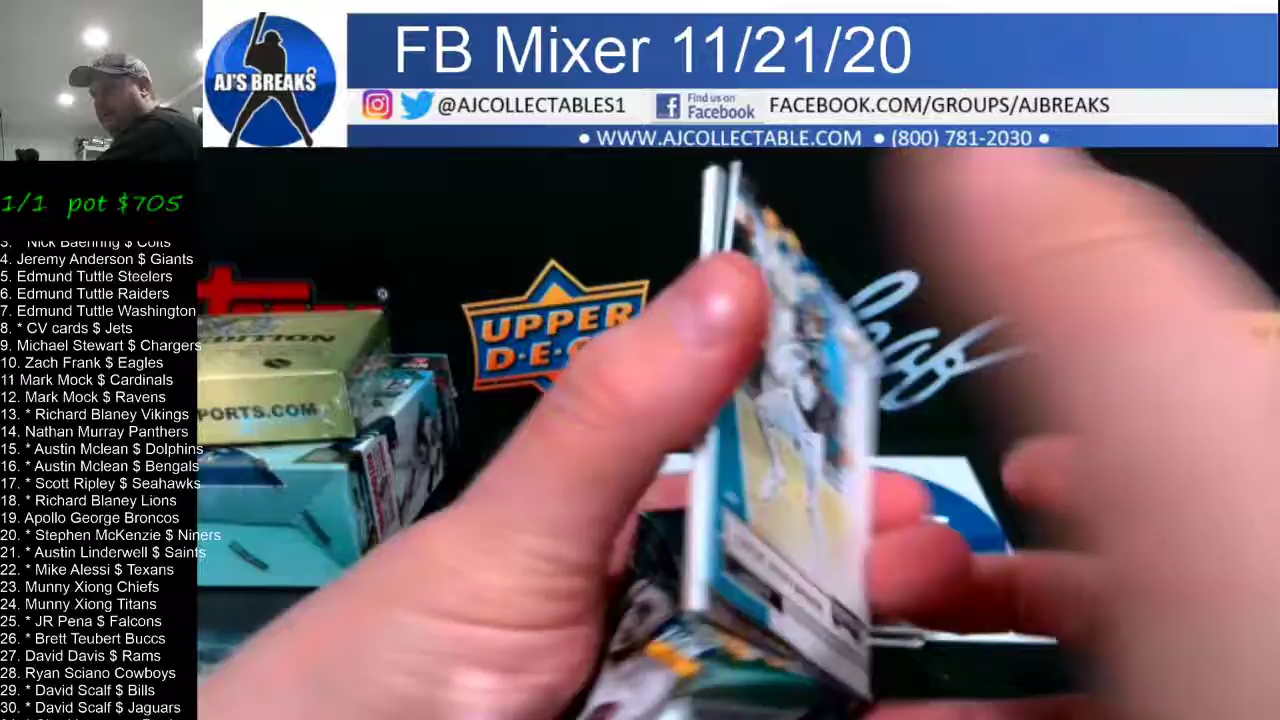 FB Mixer 11/21/20
AJ'S BREAKS
@AJCOLLECTABLES1
Find us on
Facebook
FACEBOOK.COM/GROUPS/AJBREAKS
• WWW.AJCOLLECTABLE.COM • (800) 781-2030 •
1/1 pot $705
3. * Nick Baehring $ Colts
4. Jeremy Anderson $ Giants
5. Edmund Tuttle Steelers
6. Edmund Tuttle Raiders
7. Edmund Tuttle Washington
8. * CV cards $ Jets
9. Michael Stewart $ Chargers
10. Zach Frank $ Eagles
11 Mark Mock $ Cardinals
12. Mark Mock $ Ravens
13. * Richard Blaney Vikings
14. Nathan Murray Panthers
15. * Austin Mclean $ Dolphins
16. * Austin Mclean $ Bengals
17. * Scott Ripley $ Seahawks
18. * Richard Blaney Lions
19. Apollo George Broncos
20. * Stephen McKenzie $ Niners
21. * Austin Linderwell $ Saints
22. * Mike Alessi $ Texans
23. Munny Xiong Chiefs
24. Munny Xiong Titans
25. * JR Pena $ Falcons
26. * Brett Teubert Buccs
27. David Davis $ Rams
28. Ryan Sciano Cowboys
29. * David Scalf $ Bills
30. * David Scalf $ Jaguars
EDITION
PORTS.COM
UPPER
D·E·C
Leaf